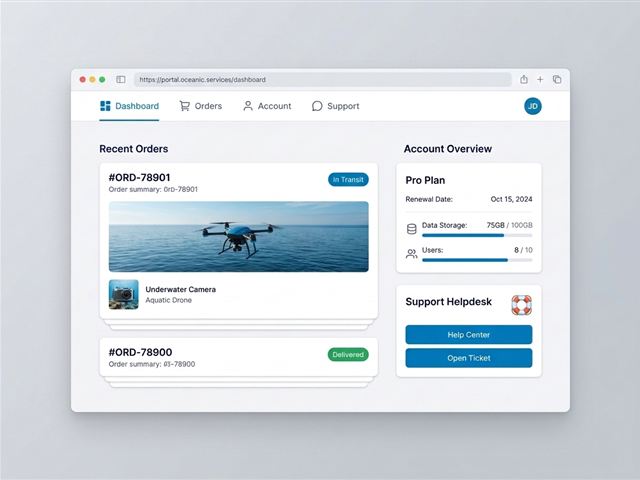 https://portal.oceanic.services/dashboard
Dashboard
Orders
Account
Support
JD
Recent Orders
#ORD-78901
In Transit
Order summary: 0rD-78901
Underwater Camera
Aquatic Drone
#ORD-78900
Delivered
Order summary: #1-78900
Account Overview
Pro Plan
Renewal Date: Oct 15, 2024
Data Storage: 75GB / 100GB
Users: 8 / 10
Support Helpdesk
Help Center
Open Ticket